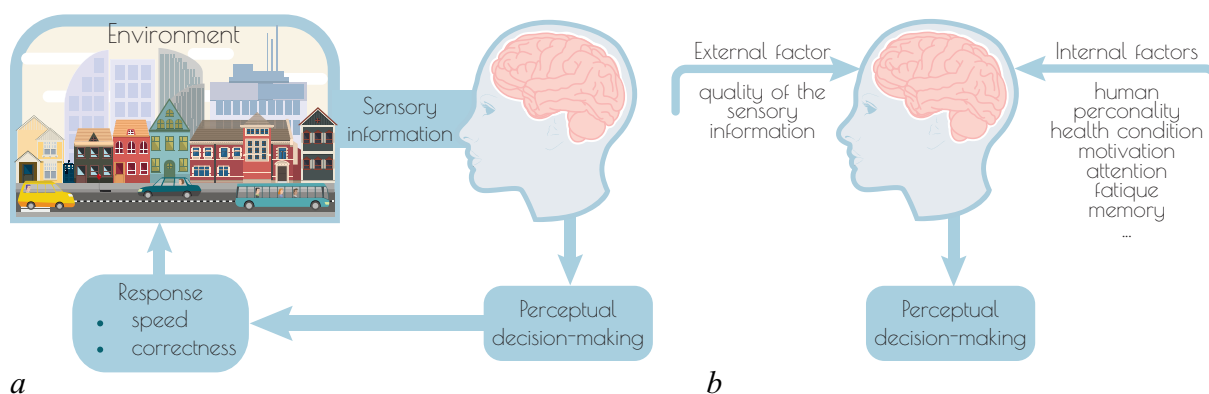 Environment
Sensory
information
Response
• speed
• correctness
Perceptual
decision-making
a
External factor
quality of the
sensory
information
Internal factors
human
perconality
health condition
motivation
attention
fatique
memory
...
Perceptual
decision-making
b